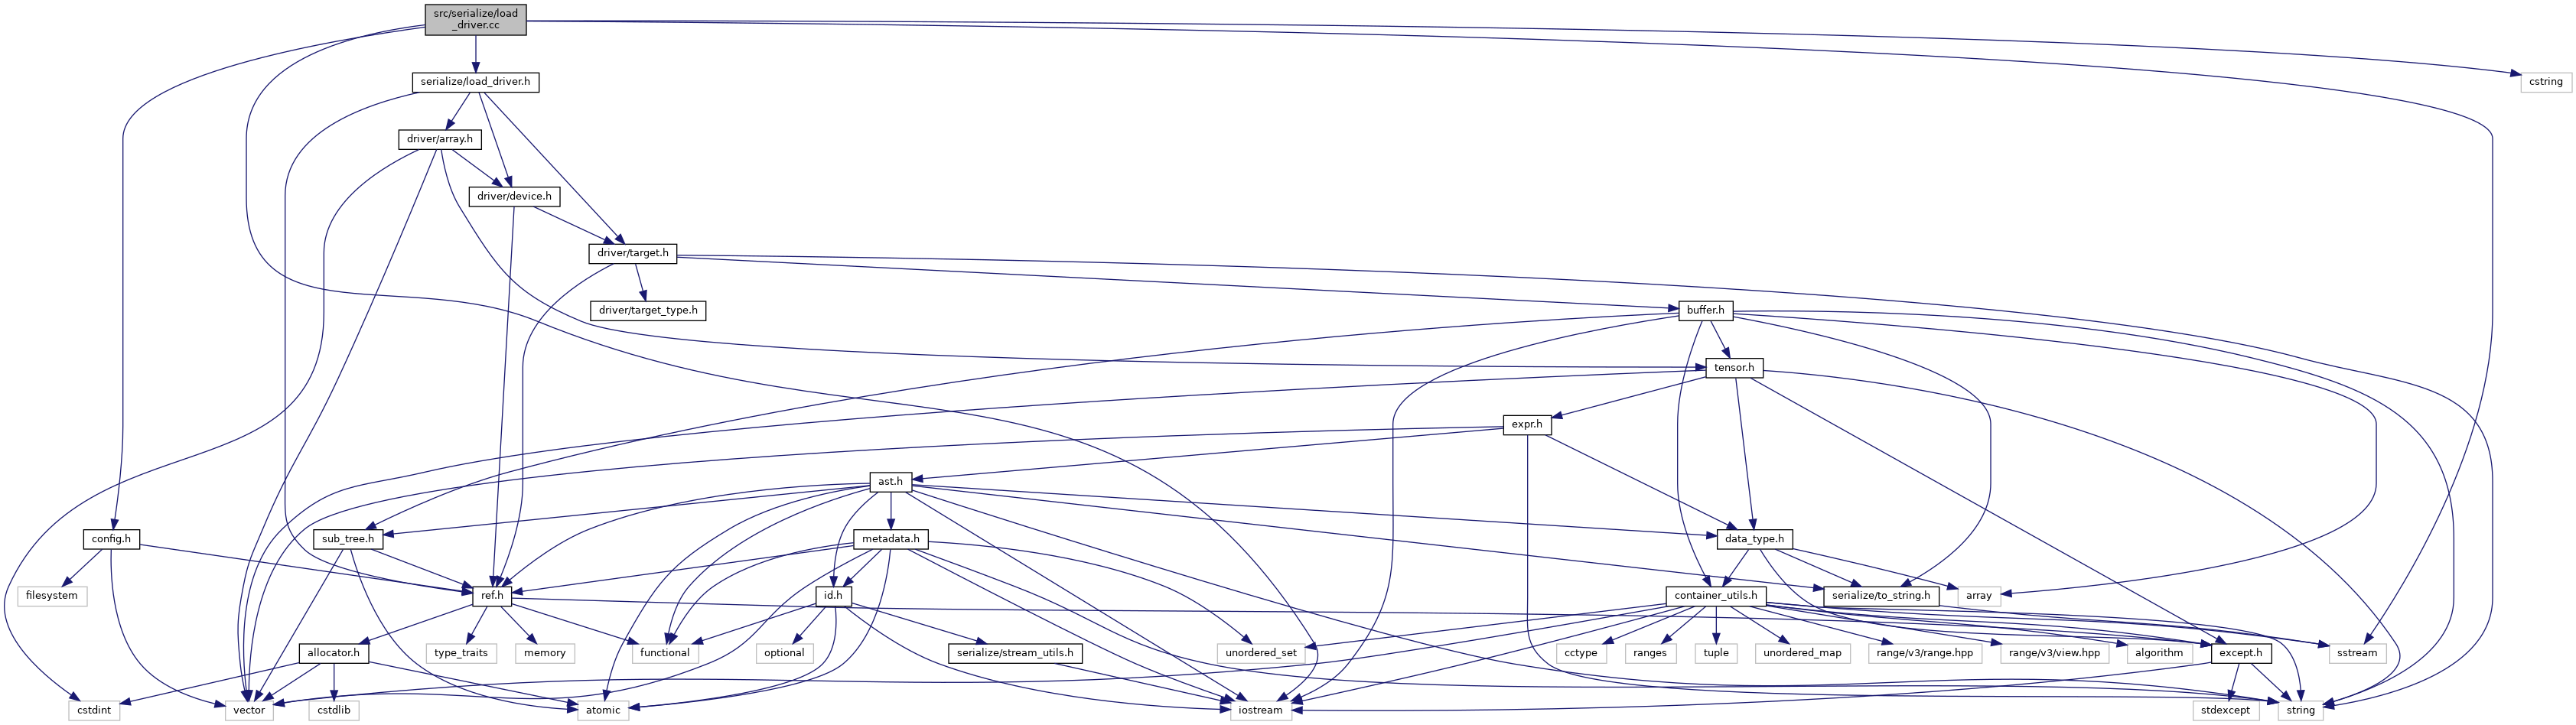 src/serialize/load
_driver.cc
serialize/load_driver.h
cstring
driver/array.h
driver/device.h
driver/target.h
driver/target_type.h
buffer.h
tensor.h
expr.h
ast.h
config.h
sub_tree.h
metadata.h
data_type.h
filesystem
ref.h
id.h
container_utils.h
serialize/to_string.h
array
allocator.h
type_traits
memory
functional
optional
serialize/stream_utils.h
unordered_set
cctype
ranges
tuple
unordered_map
range/v3/range.hpp
range/v3/view.hpp
algorithm
except.h
sstream
cstdint
vector
cstdlib
atomic
iostream
stdexcept
string